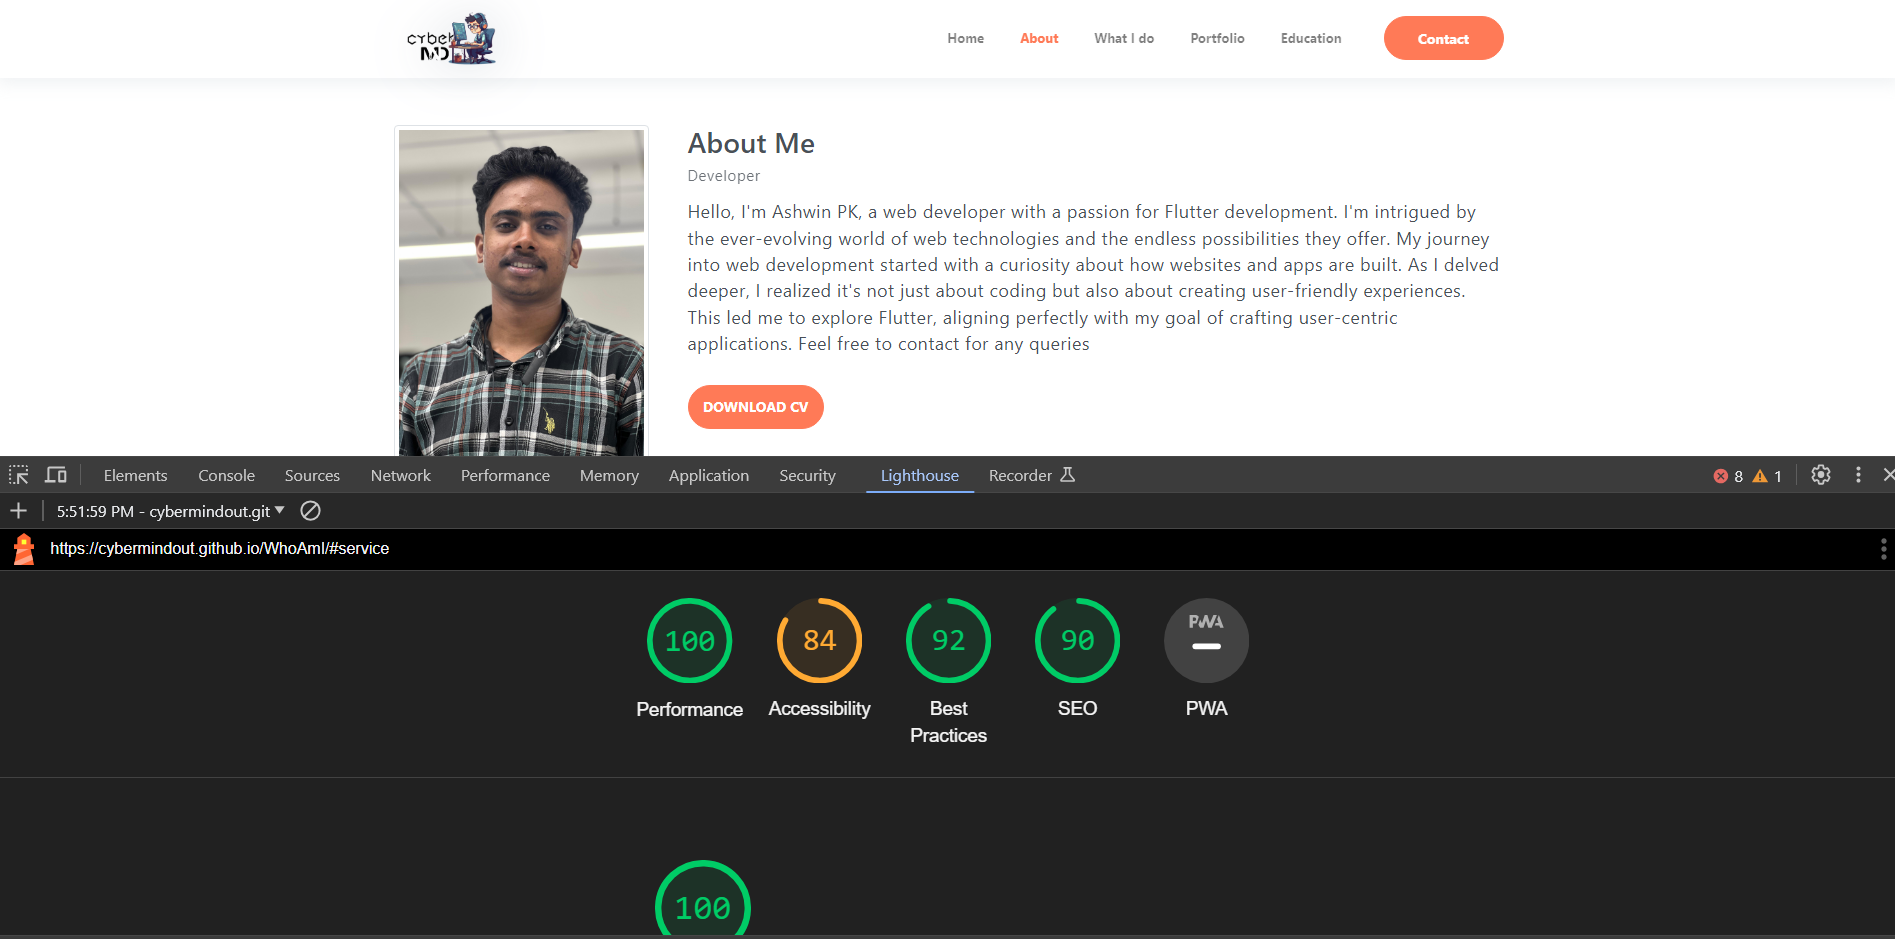 cyber
MD
Home
About
What I do
Portfolio
Education
Contact
About Me
Developer
Hello, I'm Ashwin PK, a web developer with a passion for Flutter development. I'm intrigued by
the ever-evolving world of web technologies and the endless possibilities they offer. My journey
into web development started with a curiosity about how websites and apps are built. As I delved
deeper, I realized it's not just about coding but also about creating user-friendly experiences.
This led me to explore Flutter, aligning perfectly with my goal of crafting user-centric
applications. Feel free to contact for any queries
DOWNLOAD CV
Elements
Console
Sources
Network
Performance
Memory
Application
Security
Lighthouse
Recorder
8
1
5:51:59 PM - cybermindout.git
https://cybermindout.github.io/WhoAmI/#service
100
84
92
90
PWA
Performance
Accessibility
Best
Practices
SEO
PWA
100